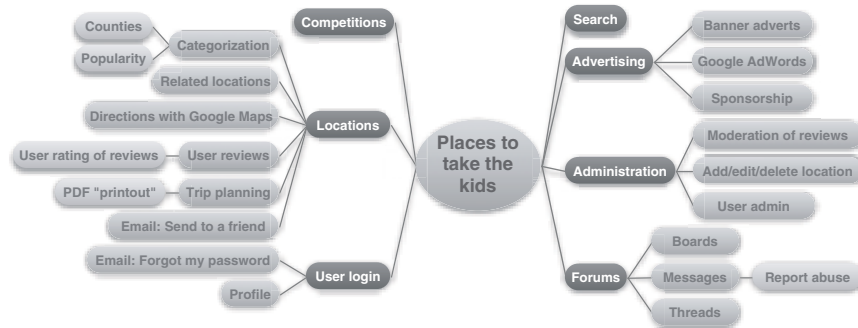 Counties
Popularity
Categorization
Related locations
Directions with Google Maps
User rating of reviews
User reviews
PDF "printout"
Trip planning
Email: Send to a friend
Email: Forgot my password
Profile
Competitions
Locations
User login
Places to
take the
kids
Search
Advertising
Banner adverts
Google AdWords
Sponsorship
Administration
Moderation of reviews
Add/edit/delete location
User admin
Forums
Boards
Messages
Report abuse
Threads